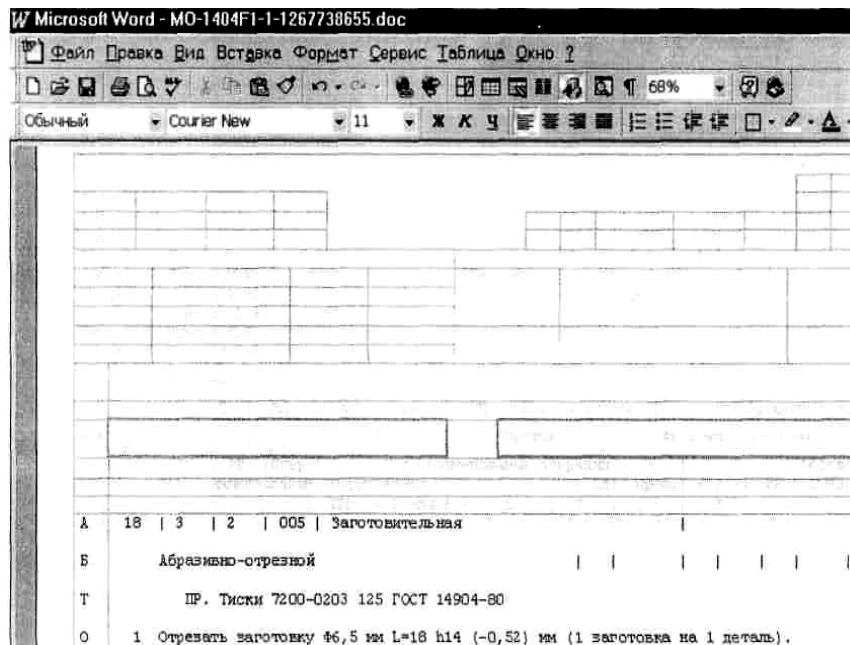 Microsoft Word - MO-1404F1-1-1267738655.doc
Файл Правка Вид Вставка Формат Сервис Таблица Окно ?
68%
Обычный Courier New 11 Ж К Ч
А 18 | 3 | 2 | 005 | Заготовительная |
Б Абразивно-отрезной | | | | | |
Т ПР. Тиски 7200-0203 125 ГОСТ 14904-80
О 1 Отрезать заготовку Ф6,5 мм L=18 h14 (-0,52) мм (1 заготовка на 1 деталь).